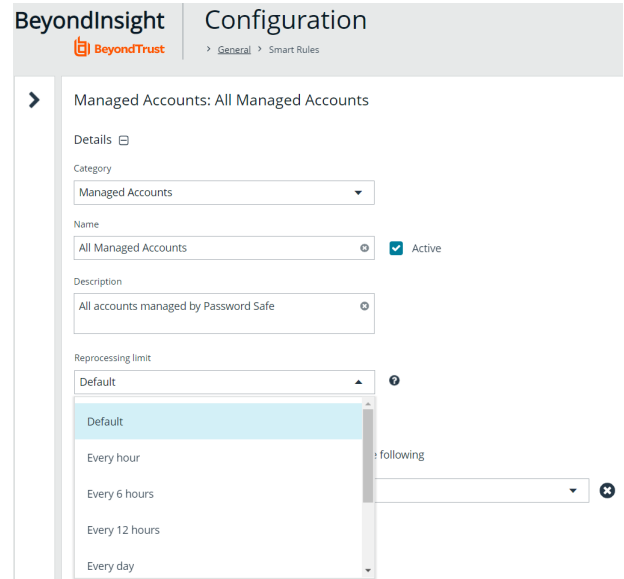 BeyondInsight
BeyondTrust
Configuration
> General > Smart Rules
Managed Accounts: All Managed Accounts
Details
Category
Managed Accounts
Name
All Managed Accounts
Active
Description
All accounts managed by Password Safe
Reprocessing limit
Default
Default
Every hour
following
Every 6 hours
Every 12 hours
Every day